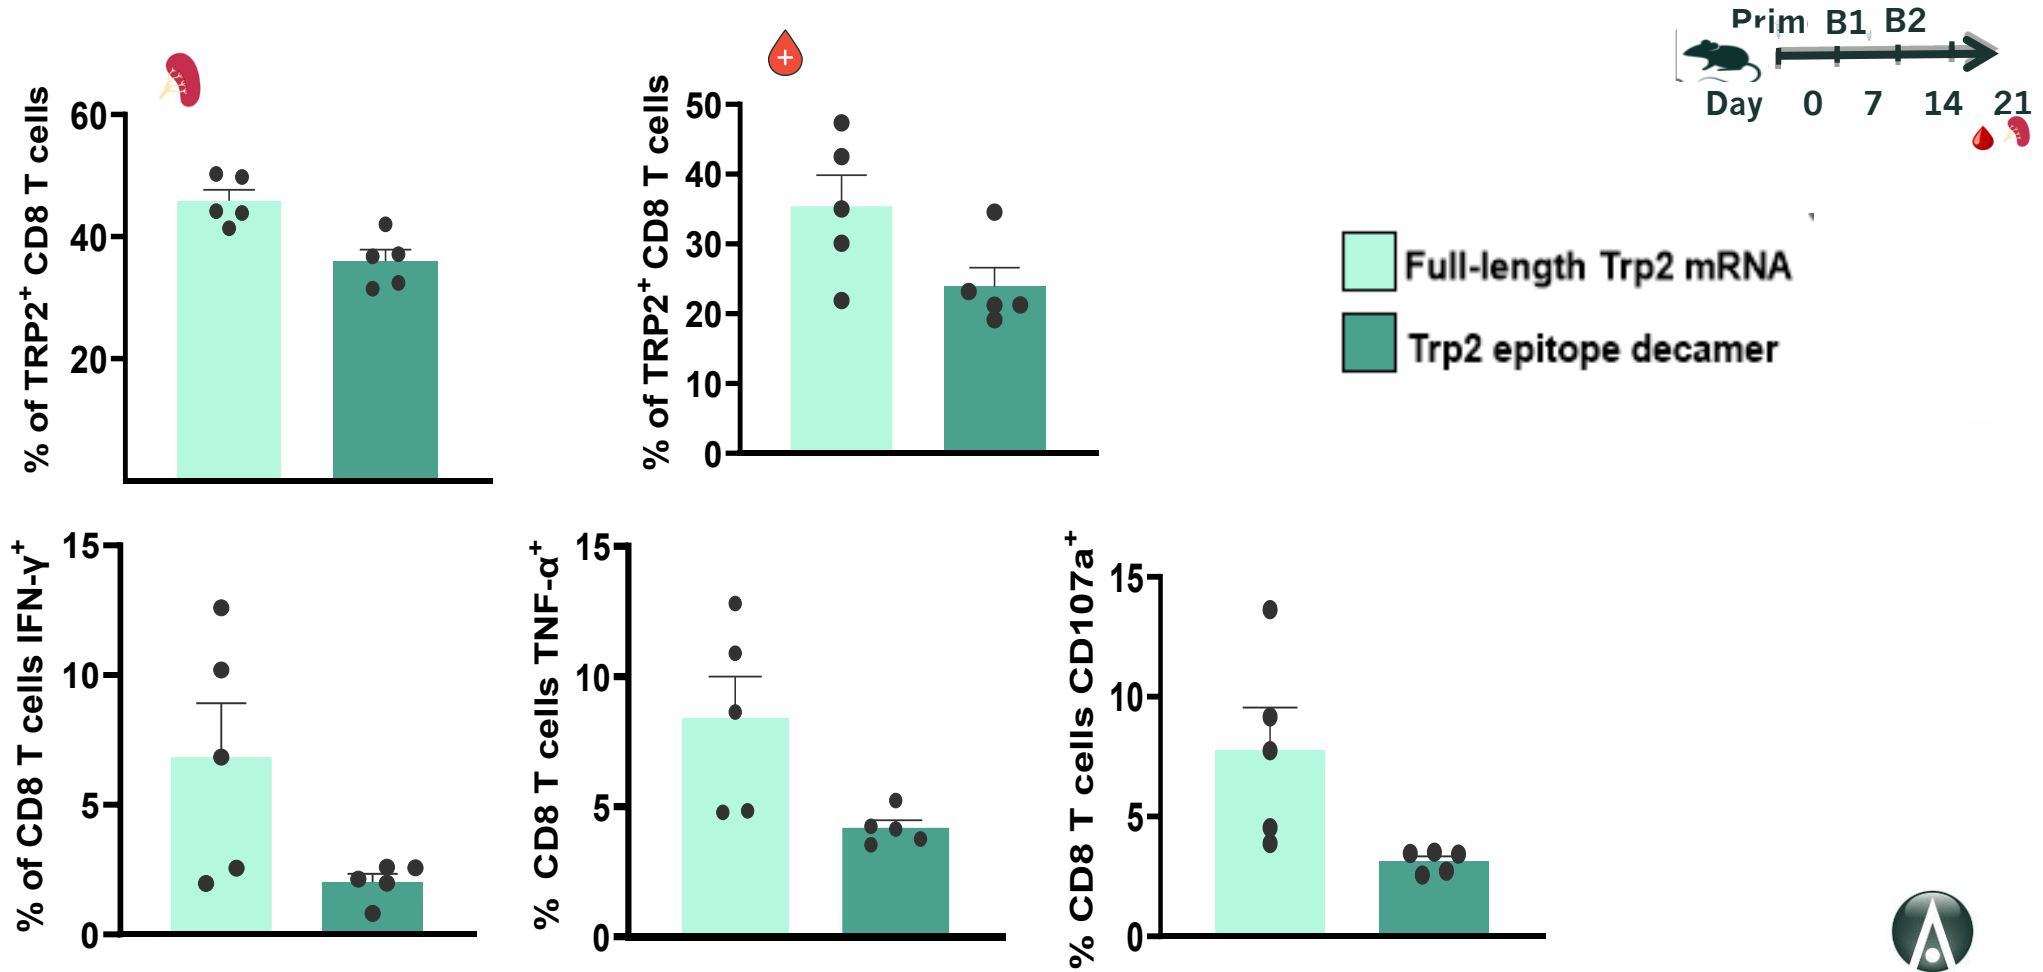 Prim B1 B2
Day 0 7 14 21
% of TRP2+ CD8 T cells
60
40
20
% of TRP2+ CD8 T cells
50
40
30
20
10
0
Full-length Trp2 mRNA
Trp2 epitope decamer
% of CD8 T cells IFN-γ+
15
10
5
0
% CD8 T cells TNF-α+
15
10
5
0
% CD8 T cells CD107a+
15
10
5
0